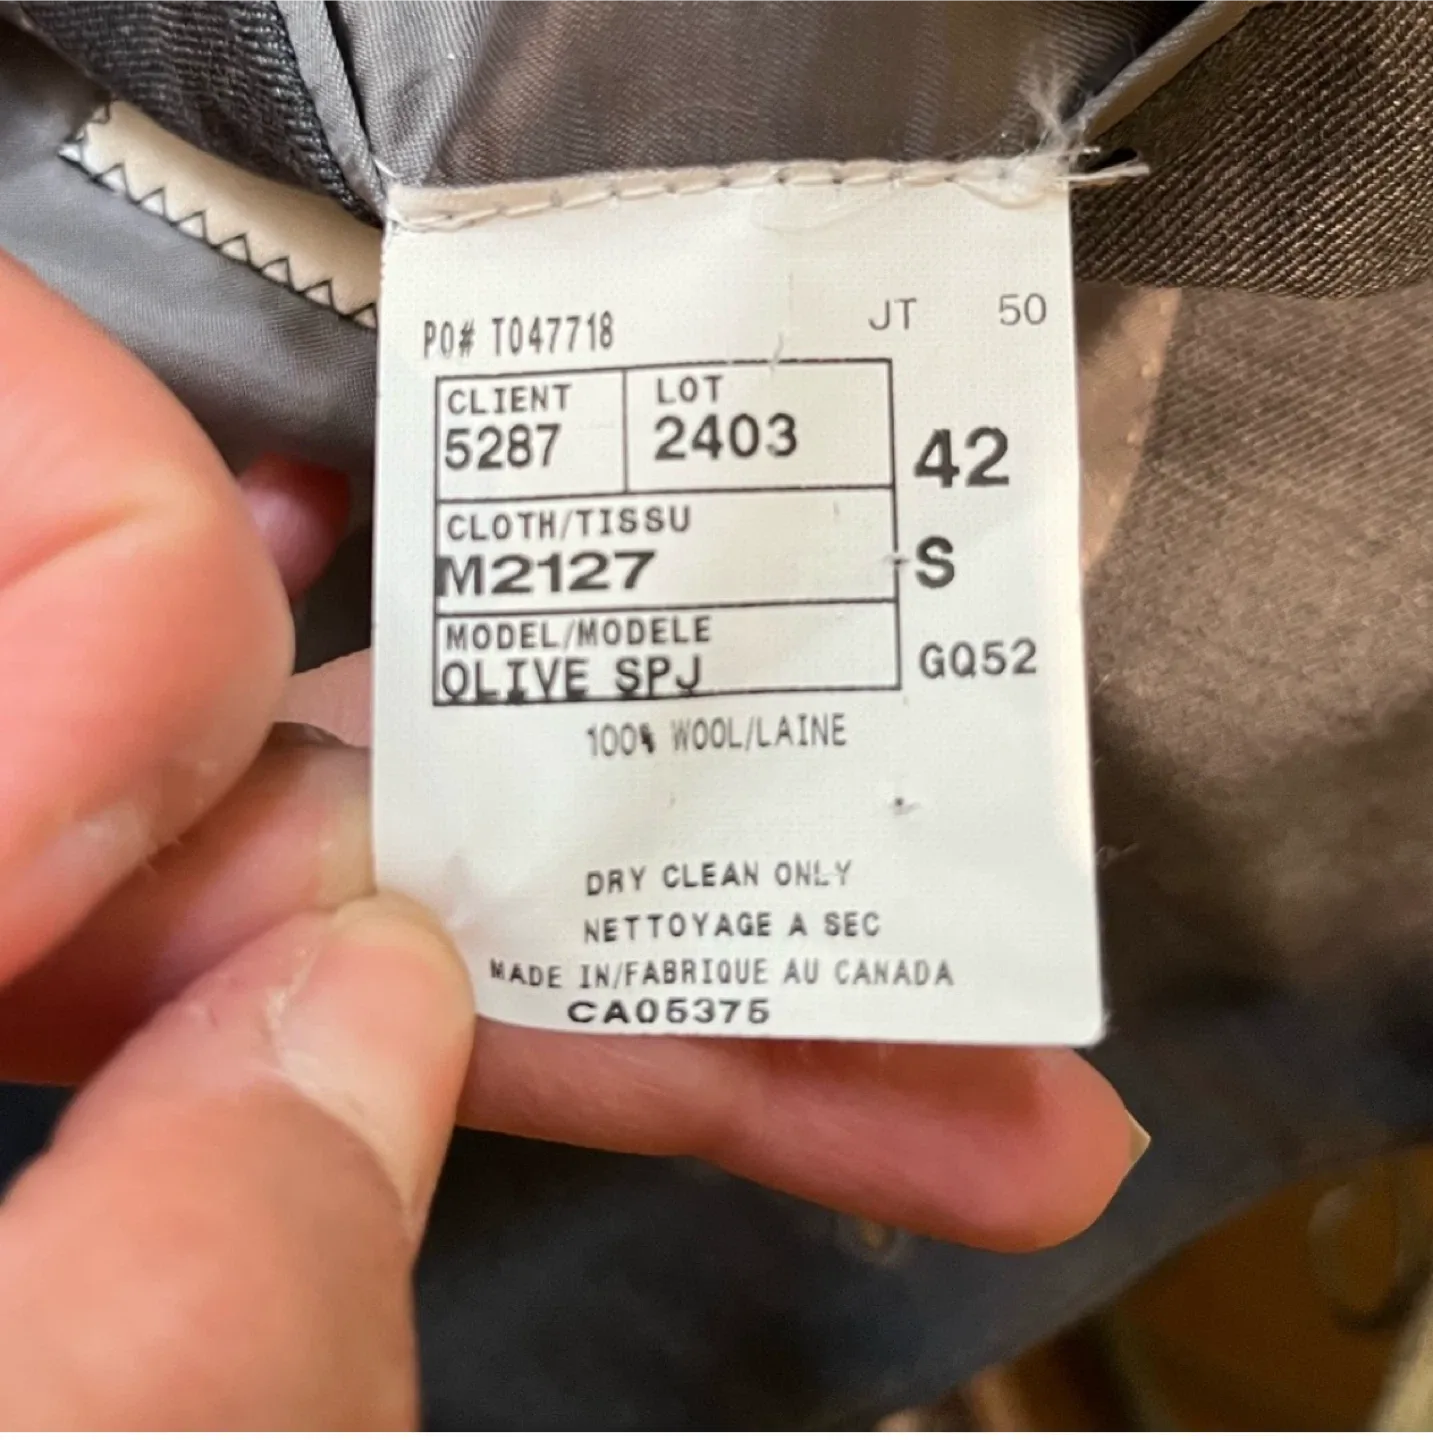 PO# T047718
JT 50
CLIENT LOT
5287 2403
42
CLOTH/TISSU
M2127
S
MODEL/MODELE
OLIVE SPJ
GQ52
100% WOOL/LAINE
DRY CLEAN ONLY
NETTOYAGE A SEC
MADE IN/FABRIQUE AU CANADA
CA05375